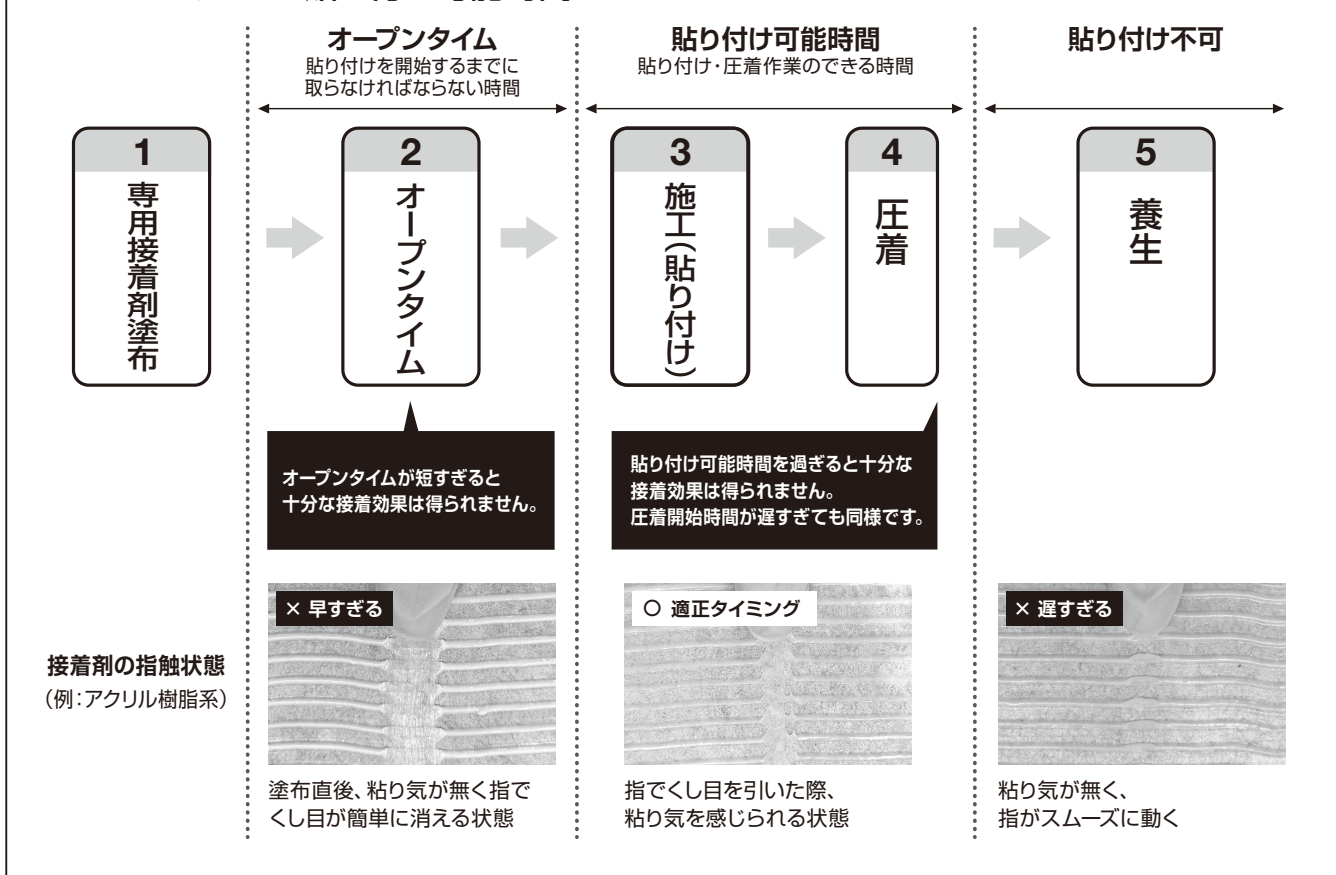 オープンタイム
貼り付けを開始するまでに
取らなければならない時間
貼り付け可能時間
貼り付け・圧着作業のできる時間
貼り付け不可
1
専用接着剤塗布
2
オープンタイム
3
施工(貼り付け)
4
圧着
5
養生
オープンタイムが短すぎると
十分な接着効果は得られません。
貼り付け可能時間を過ぎると十分な
接着効果は得られません。
圧着開始時間が遅すぎても同様です。
接着剤の指触状態
(例:アクリル樹脂系)
× 早すぎる
塗布直後、粘り気が無く指で
くし目が簡単に消える状態
○ 適正タイミング
指でくし目を引いた際、
粘り気を感じられる状態
× 遅すぎる
粘り気が無く、
指がスムーズに動く